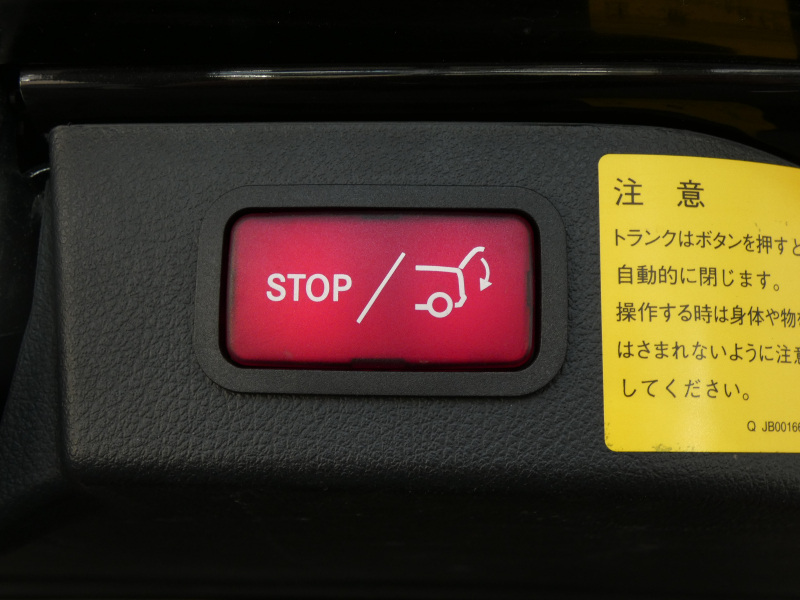 STOP
注意
トランクはボタンを押すと
自動的に閉じます。
操作する時は身体や物を
はさまれないように注意
してください。
Q JB00166